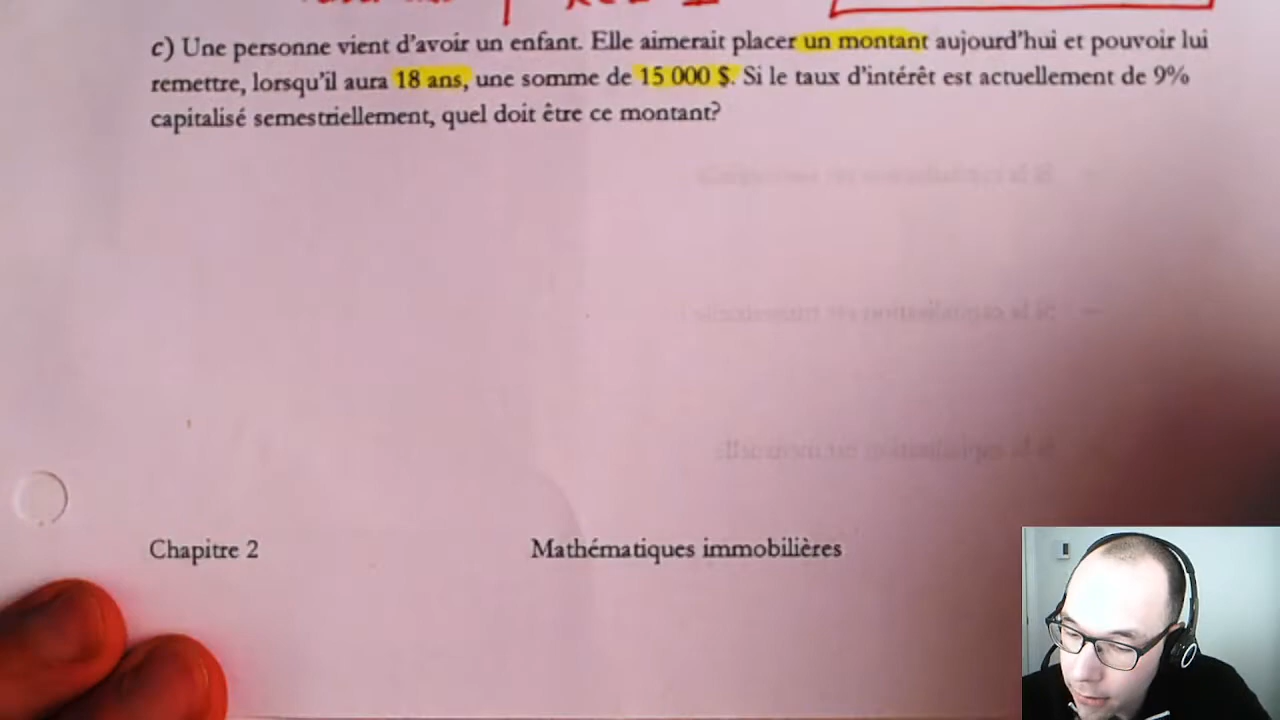 c) Une personne vient d'avoir un enfant. Elle aimerait placer un montant aujourd'hui et pouvoir lui
remettre, lorsqu'il aura 18 ans, une somme de 15 000 $. Si le taux d'intérêt est actuellement de 9%
capitalisé semestriellement, quel doit être ce montant?
Chapitre 2
Mathématiques immobilières